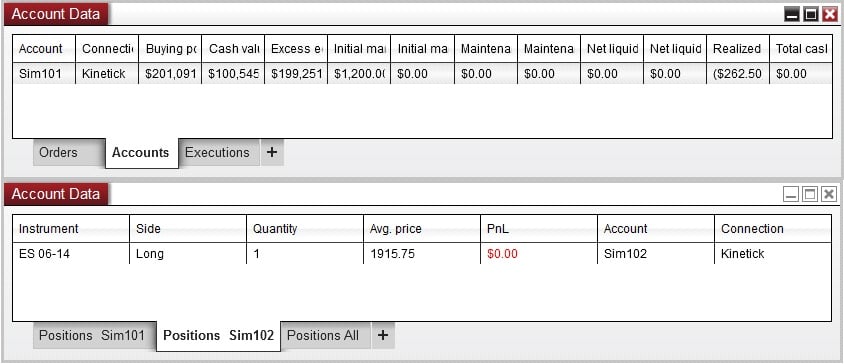 Account Data
Account Connecti Buying po Cash valu Excess e Initial mai Initial ma Maintena Maintena Net liquid Net liquid Realized Total casl
Sim101 Kinetick $201,091 $100,545 $199,251 $1,200.0( $0.00 $0.00 $0.00 $0.00 $0.00 ($262.50 $0.00
Orders Accounts Executions +
Account Data
Instrument Side Quantity Avg. price PnL Account Connection
ES 06-14 Long 1 1915.75 $0.00 Sim102 Kinetick
Positions Sim101 Positions Sim102 Positions All +